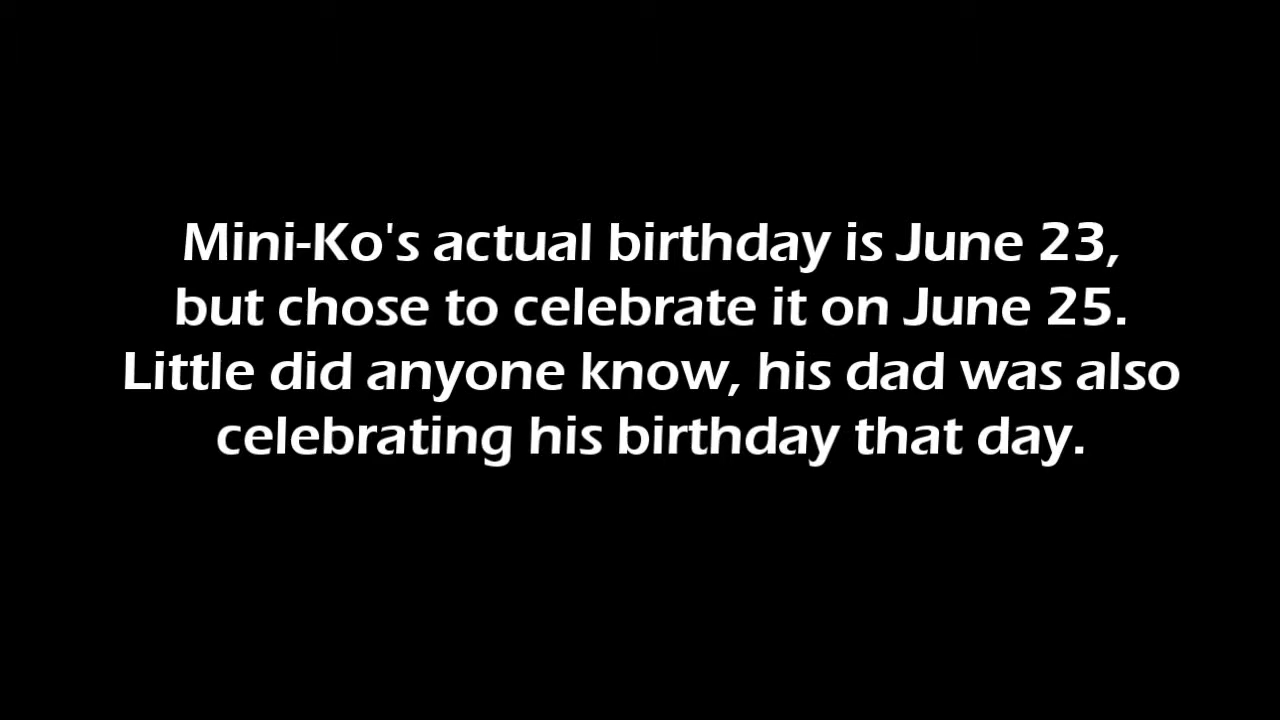 Mini-Ko's actual birthday is June 23,
but chose to celebrate it on June 25.
Little did anyone know, his dad was also
celebrating his birthday that day.